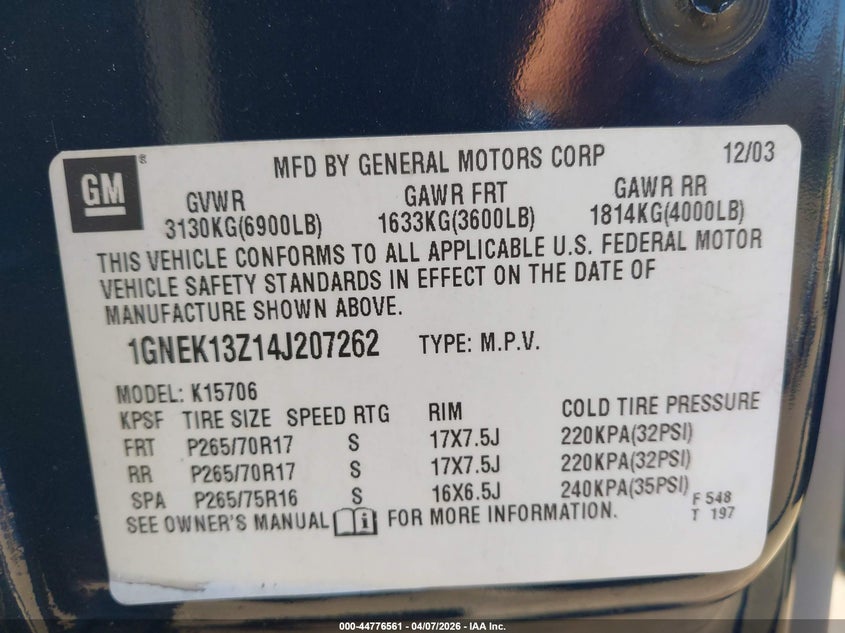 GM ®
MFD BY GENERAL MOTORS CORP 12/03
GVWR GAWR FRT GAWR RR
3130KG(6900LB) 1633KG(3600LB) 1814KG(4000LB)
THIS VEHICLE CONFORMS TO ALL APPLICABLE U.S. FEDERAL MOTOR
VEHICLE SAFETY STANDARDS IN EFFECT ON THE DATE OF
MANUFACTURE SHOWN ABOVE.
1GNEK13Z14J207262 TYPE: M.P.V.
MODEL: K15706
KPSF TIRE SIZE SPEED RTG RIM COLD TIRE PRESSURE
FRT P265/70R17 S 17X7.5J 220KPA(32PSI)
RR P265/70R17 S 17X7.5J 220KPA(32PSI)
SPA P265/75R16 S 16X6.5J 240KPA(35PSI) F 548
SEE OWNER'S MANUAL i FOR MORE INFORMATION. T 197
000-44776561 - 04/07/2026 - IAA Inc.